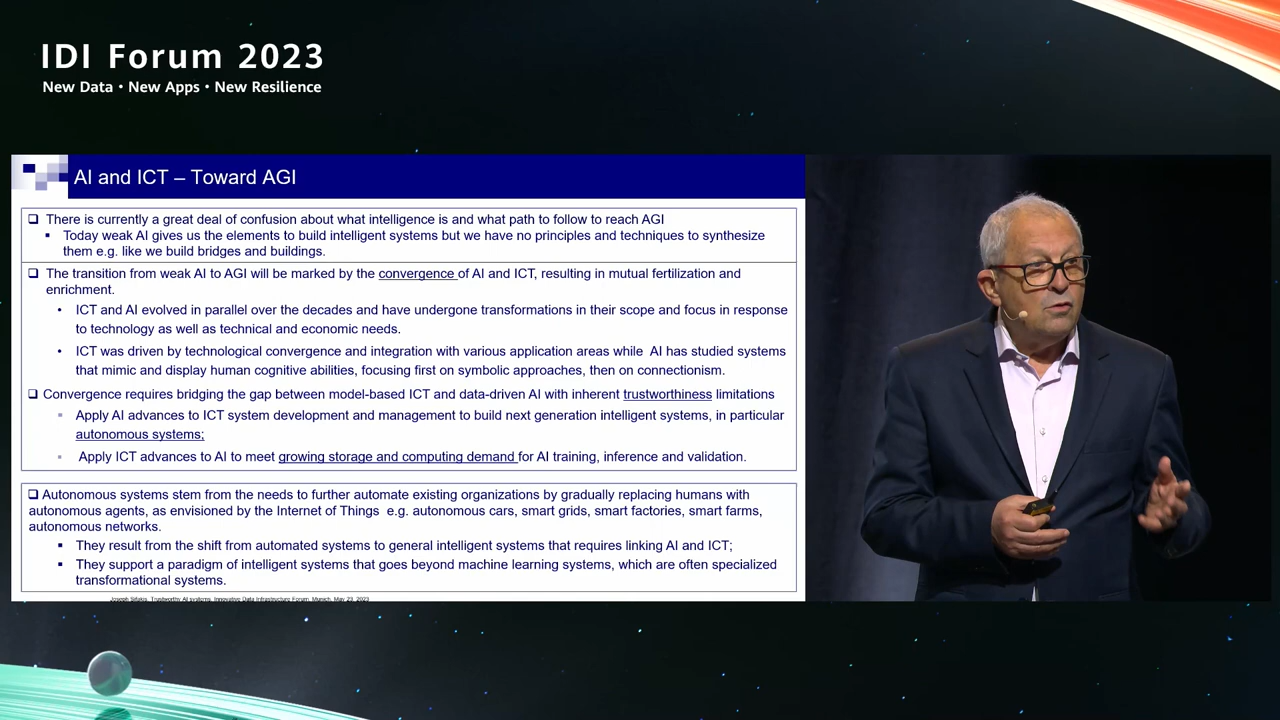 IDI Forum 2023
New Data • New Apps • New Resilience
AI and ICT – Toward AGI
❑ There is currently a great deal of confusion about what intelligence is and what path to follow to reach AGI
▪ Today weak AI gives us the elements to build intelligent systems but we have no principles and techniques to synthesize
them e.g. like we build bridges and buildings.
❑ The transition from weak AI to AGI will be marked by the convergence of AI and ICT, resulting in mutual fertilization and
enrichment.
• ICT and AI evolved in parallel over the decades and have undergone transformations in their scope and focus in response
to technology as well as technical and economic needs.
• ICT was driven by technological convergence and integration with various application areas while AI has studied systems
that mimic and display human cognitive abilities, focusing first on symbolic approaches, then on connectionism.
❑ Convergence requires bridging the gap between model-based ICT and data-driven AI with inherent trustworthiness limitations
▪ Apply AI advances to ICT system development and management to build next generation intelligent systems, in particular
autonomous systems;
▪ Apply ICT advances to AI to meet growing storage and computing demand for AI training, inference and validation.
❑ Autonomous systems stem from the needs to further automate existing organizations by gradually replacing humans with
autonomous agents, as envisioned by the Internet of Things e.g. autonomous cars, smart grids, smart factories, smart farms,
autonomous networks.
▪ They result from the shift from automated systems to general intelligent systems that requires linking AI and ICT;
▪ They support a paradigm of intelligent systems that goes beyond machine learning systems, which are often specialized
transformational systems.
Joseph Sifakis, Trustworthy AI systems, Innovative Data Infrastructure Forum, Munich, May 23, 2023